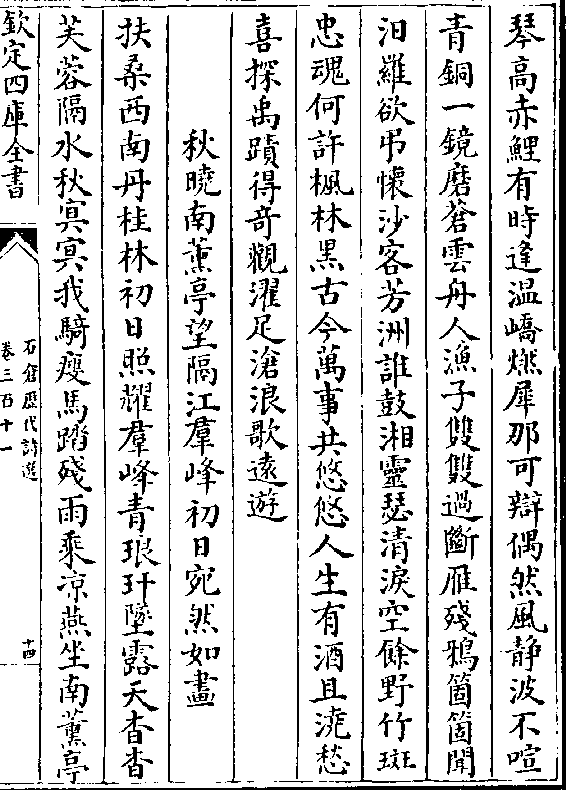 琴高赤鯉有時逢温嶠燃犀那可辯偶然風静波不喧
青銅一鏡磨蒼雲舟人漁子雙雙過斷雁殘鴉箇箇聞
汨羅欲弔懷沙客芳洲誰鼓湘靈瑟清淚空餘野竹斑
忠魂何許楓林黒古今萬事共悠悠人生有酒且澆愁
喜探禹蹟得奇觀濯足滄浪歌遠遊
秋曉南薫亭望隔江羣峰初日宛然如畫
扶桑西南丹桂林初日照耀羣峰青琅玕墜露天杳杳
芙蓉隔水秋冥冥我騎瘦馬踏殘雨乘凉燕坐南薫亭
欽定四庫全書
石倉歴代詩選
卷三百十一
十四